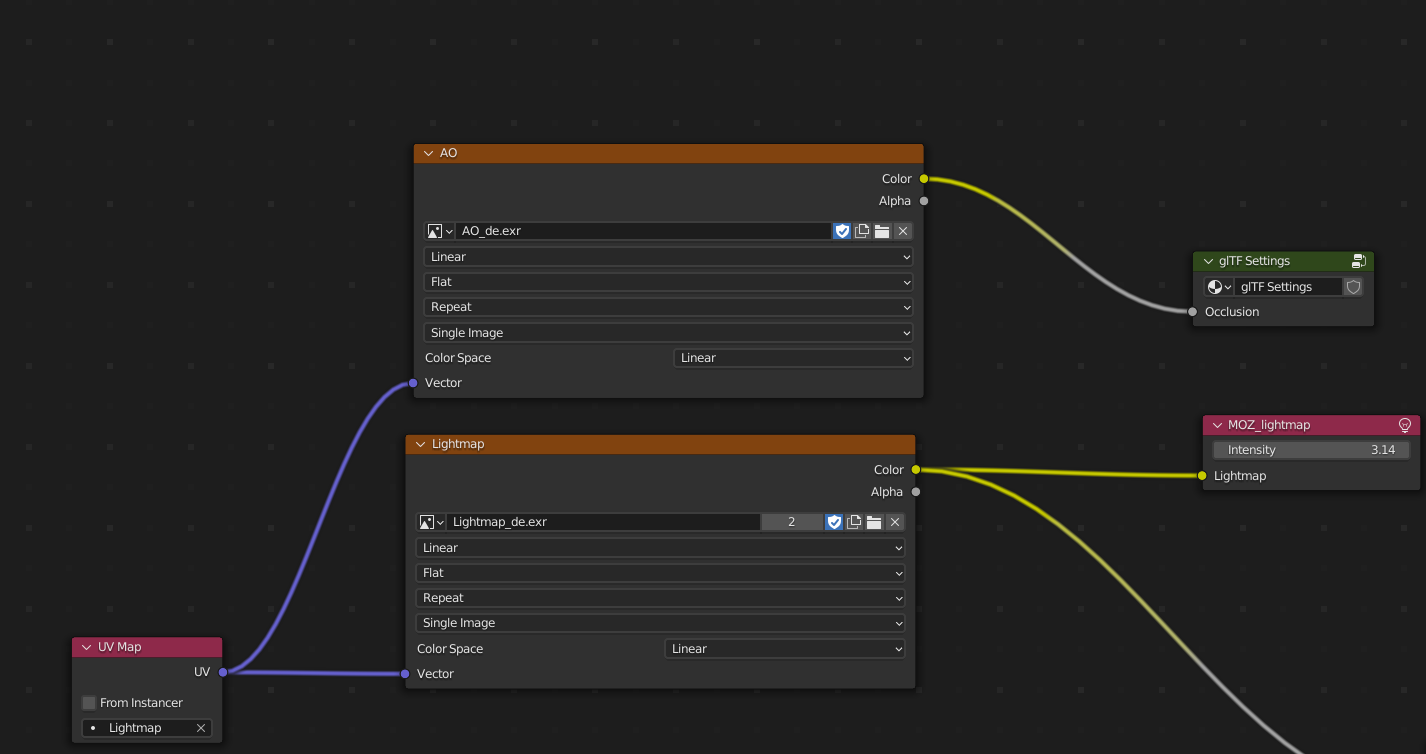 AO
Color
Alpha
AO_de.exr
Linear
Flat
Repeat
Single Image
Color Space Linear
Vector
glTF Settings
glTF Settings
Occlusion
MOZ_lightmap
Intensity 3.14
Lightmap
Lightmap
Color
Alpha
Lightmap_de.exr 2
Linear
Flat
Repeat
Single Image
Color Space Linear
Vector
UV Map
UV
From Instancer
Lightmap